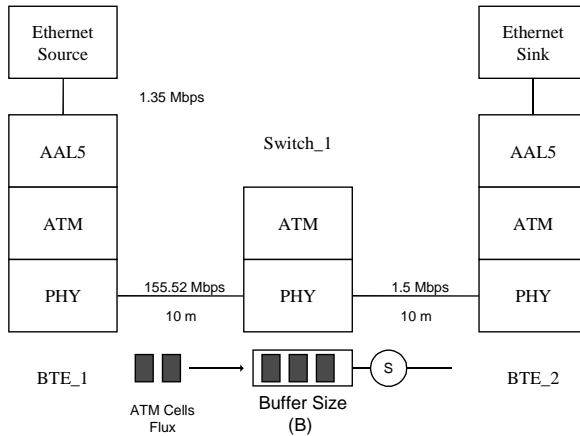 Ethernet
Source
Ethernet
Sink
1.35 Mbps
AAL5
Switch_1
AAL5
ATM
ATM
ATM
PHY
155.52 Mbps
10 m
PHY
1.5 Mbps
10 m
PHY
BTE_1
ATM Cells
Flux
Buffer Size
(B)
S
BTE_2